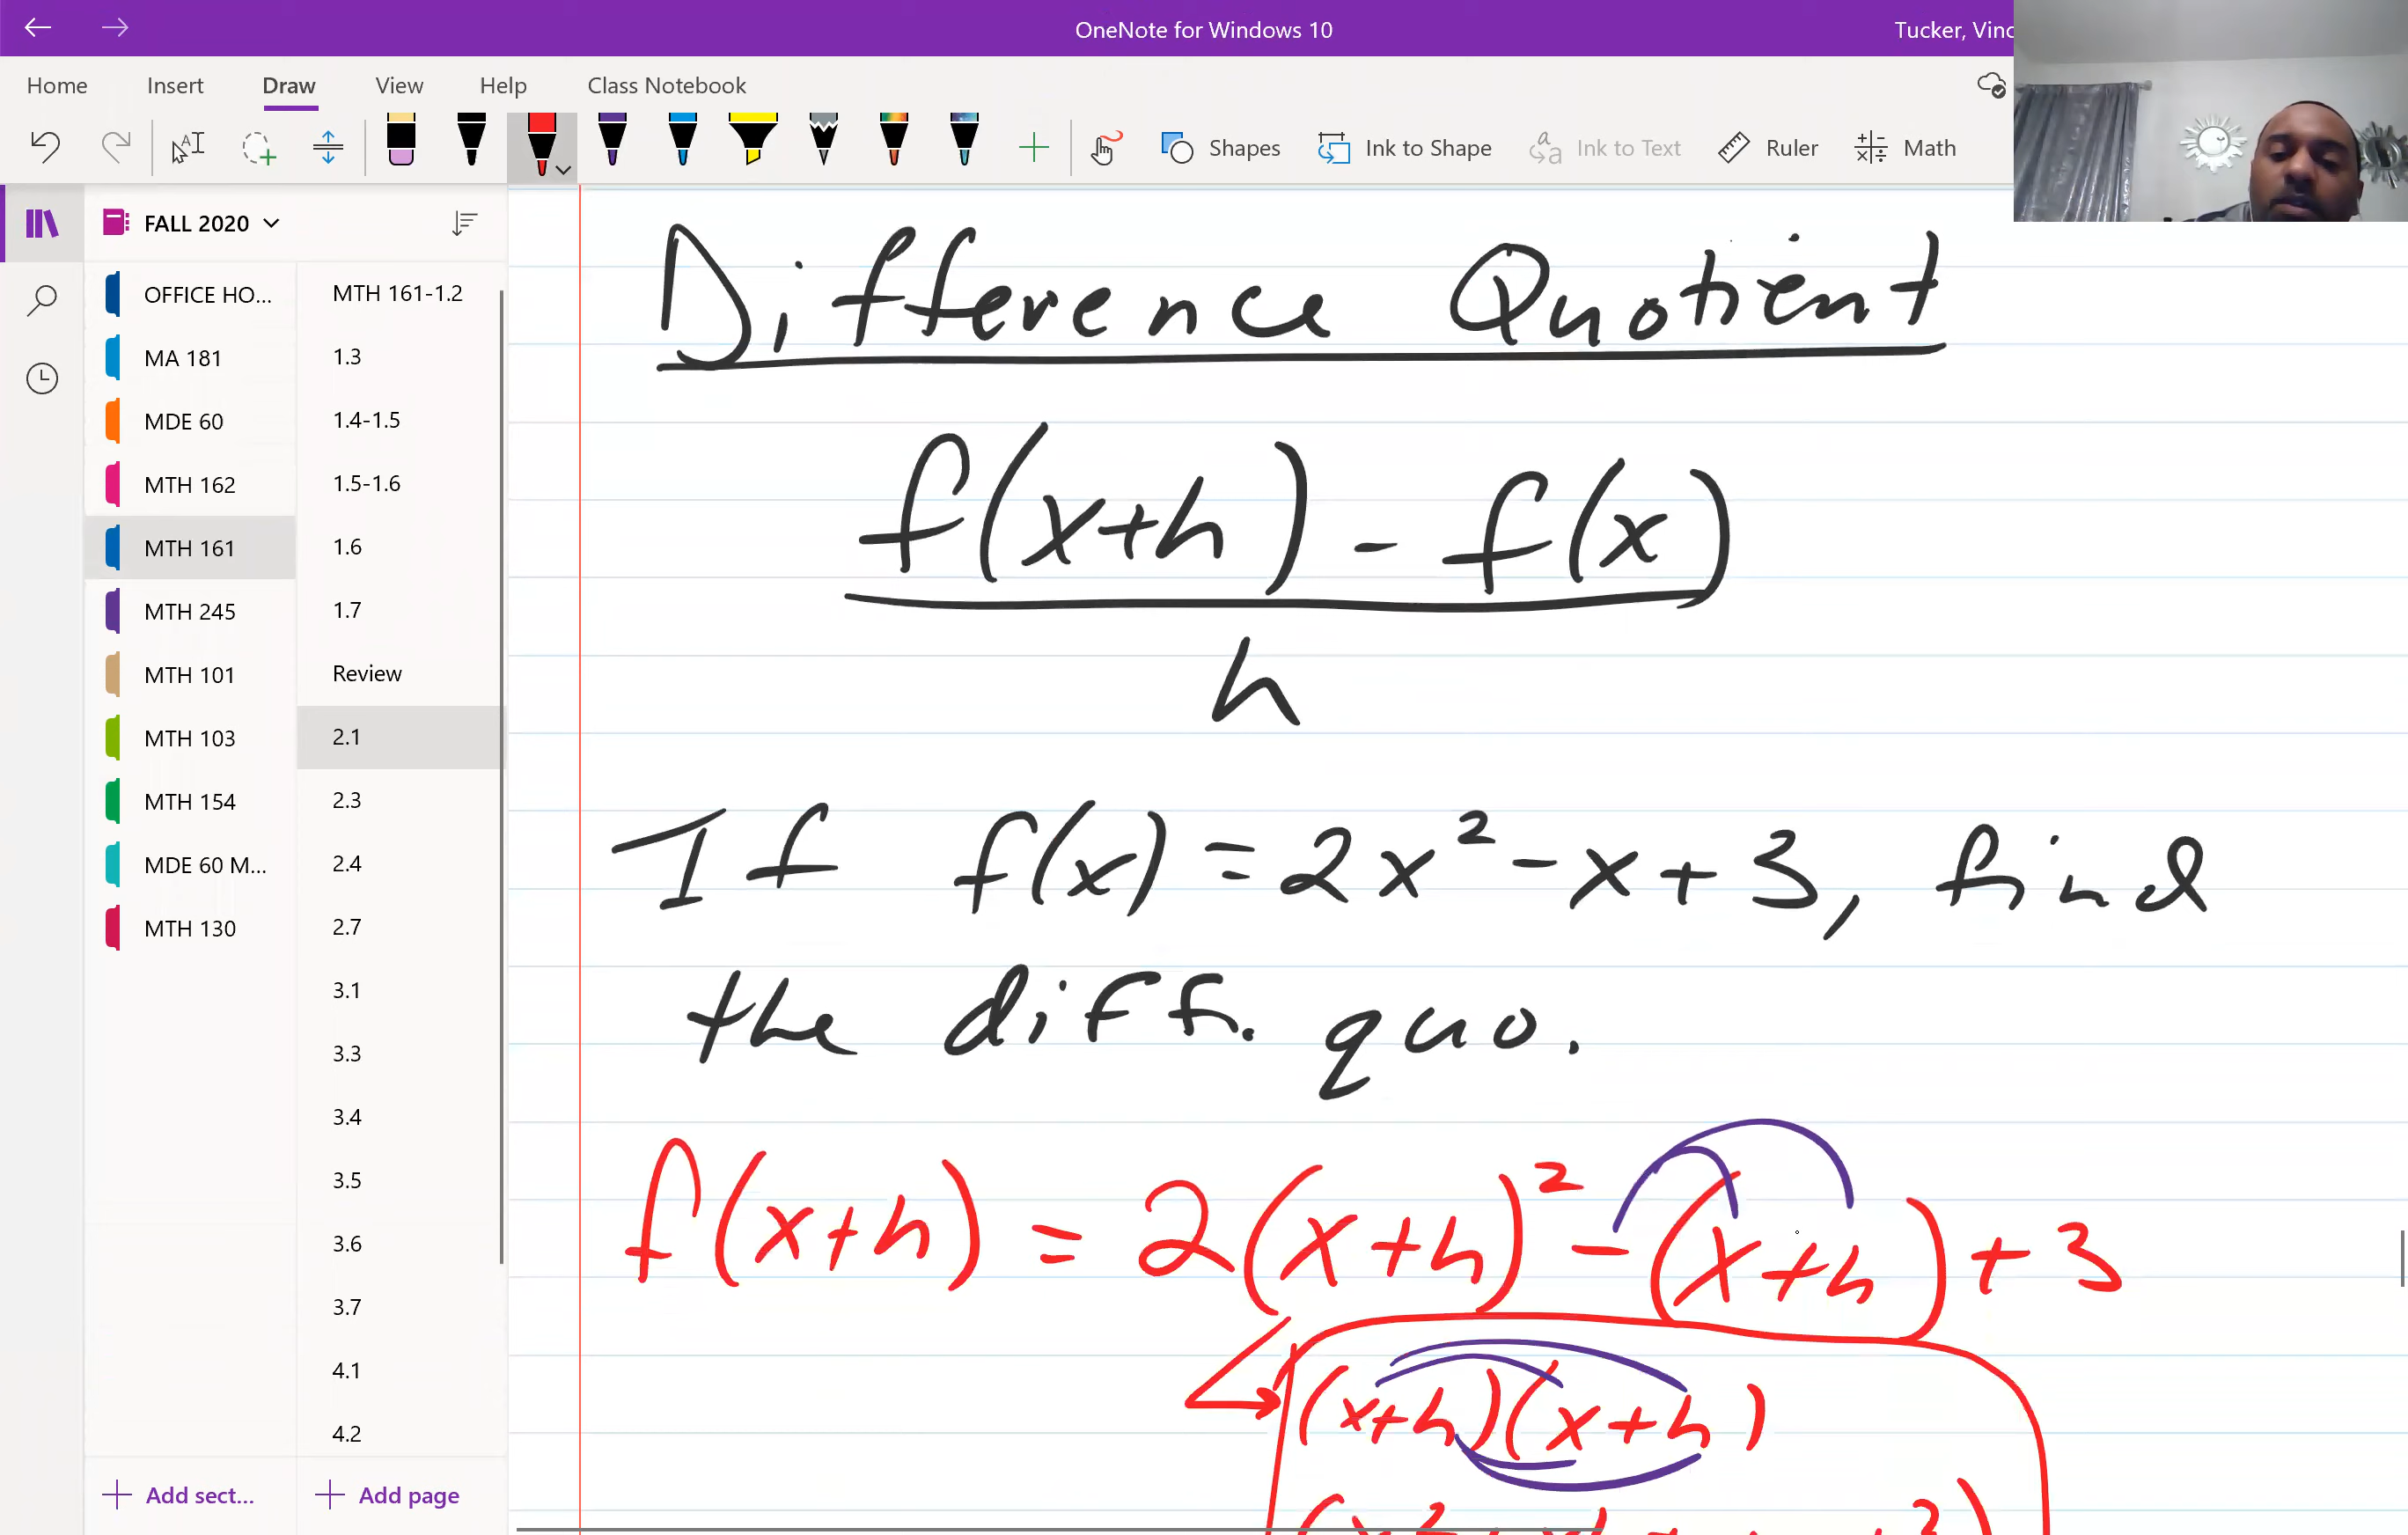 OneNote for Windows 10
Tucker, Vinc
Home Insert Draw View Help Class Notebook
Shapes Ink to Shape Ink to Text Ruler Math
FALL 2020
OFFICE HO...
MA 181
MDE 60
MTH 162
MTH 161
MTH 245
MTH 101
MTH 103
MTH 154
MDE 60 M...
MTH 130
Add sect...
MTH 161-1.2
1.3
1.4-1.5
1.5-1.6
1.6
1.7
Review
2.1
2.3
2.4
2.7
3.1
3.3
3.4
3.5
3.6
3.7
4.1
4.2
Add page
Difference Quotient
f(x+h) - f(x)
h
If f(x) = 2x² - x + 3, find
the diff. quo.
f(x+h) = 2(x+h)² - (x+h) + 3
(x+h)(x+h)